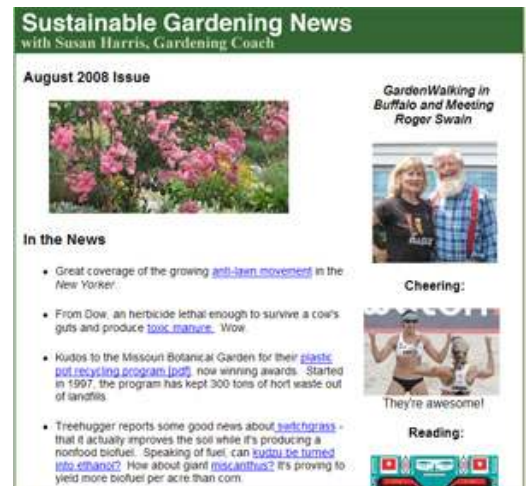 Sustainable Gardening News
with Susan Harris, Gardening Coach
August 2008 Issue
In the News
• Great coverage of the growing anti-lawn movement in the
New Yorker.
• From Dow, an herbicide lethal enough to survive a cow's
guts and produce toxic manure. Wow.
• Kudos to the Missouri Botanical Garden for their plastic
pot recycling program [pdf], now winning awards. Started
in 1997, the program has kept 300 tons of hort waste out
of landfills.
• Treehugger reports some good news about switchgrass -
that it actually improves the soil while it's producing a
nonfood biofuel. Speaking of fuel, can kudzu be turned
into ethanol? How about giant miscanthus? It's proving to
yield more biofuel per acre than corn.
GardenWalking in
Buffalo and Meeting
Roger Swain
Cheering:
They're awesome!
Reading: